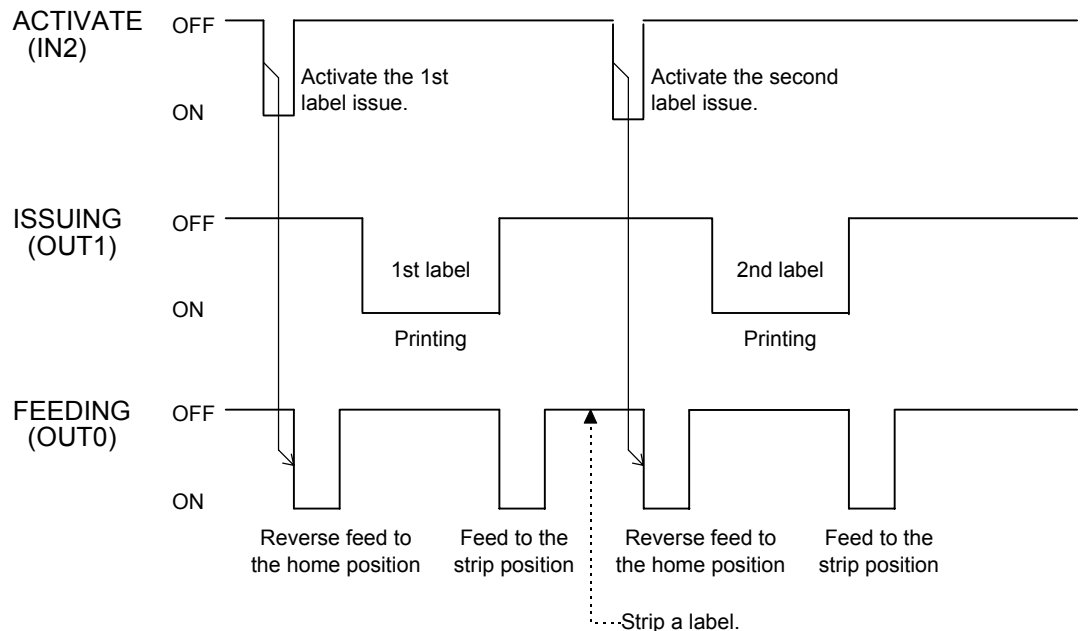 ACTIVATE
(IN2)
OFF
ON
Activate the 1st
label issue.
Activate the second
label issue.
ISSUING
(OUT1)
OFF
ON
1st label
Printing
2nd label
Printing
FEEDING
(OUT0)
OFF
ON
Reverse feed to
the home position
Feed to the
strip position
Reverse feed to
the home position
Feed to the
strip position
Strip a label.